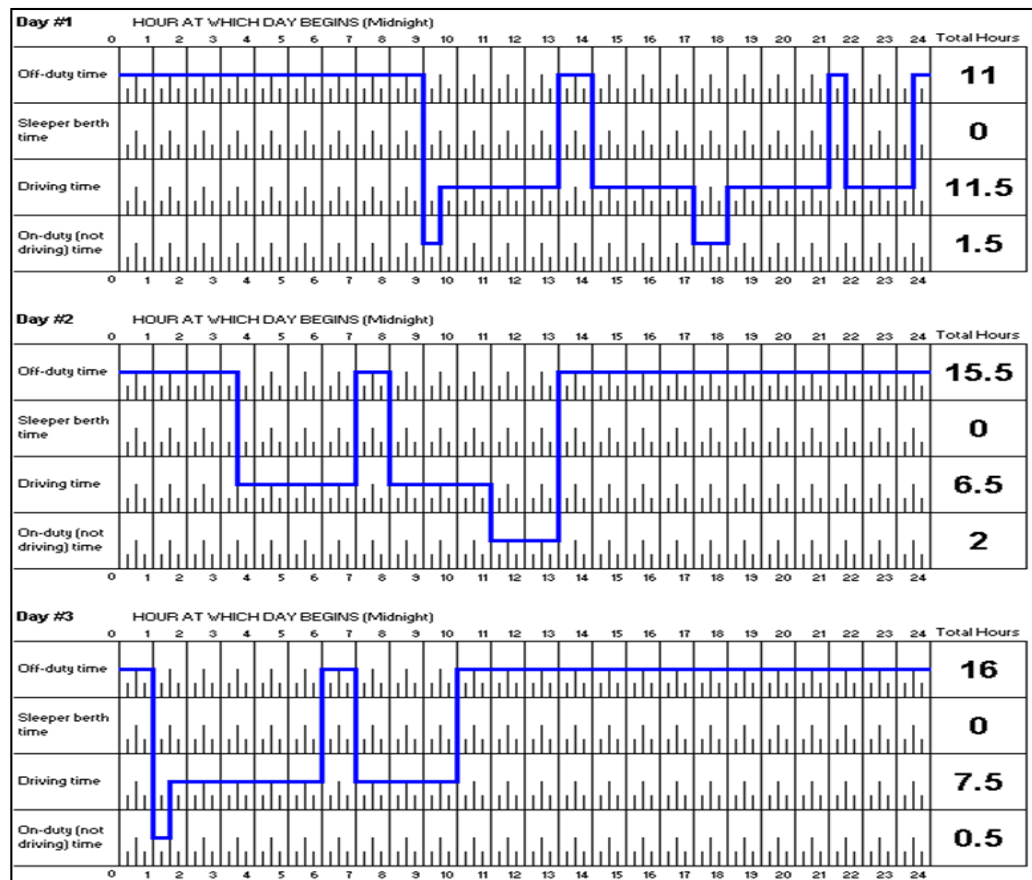 Day #1 HOUR AT WHICH DAY BEGINS (Midnight)
0 1 2 3 4 5 6 7 8 9 10 11 12 13 14 15 16 17 18 19 20 21 22 23 24 Total Hours
Off-duty time 11
Sleeper berth
time 0
Driving time 11.5
On-duty (not
driving) time 1.5
0 1 2 3 4 5 6 7 8 9 10 11 12 13 14 15 16 17 18 19 20 21 22 23 24
Day #2 HOUR AT WHICH DAY BEGINS (Midnight)
0 1 2 3 4 5 6 7 8 9 10 11 12 13 14 15 16 17 18 19 20 21 22 23 24 Total Hours
Off-duty time 15.5
Sleeper berth
time 0
Driving time 6.5
On-duty (not
driving) time 2
0 1 2 3 4 5 6 7 8 9 10 11 12 13 14 15 16 17 18 19 20 21 22 23 24
Day #3 HOUR AT WHICH DAY BEGINS (Midnight)
0 1 2 3 4 5 6 7 8 9 10 11 12 13 14 15 16 17 18 19 20 21 22 23 24 Total Hours
Off-duty time 16
Sleeper berth
time 0
Driving time 7.5
On-duty (not
driving) time 0.5
0 1 2 3 4 5 6 7 8 9 10 11 12 13 14 15 16 17 18 19 20 21 22 23 24